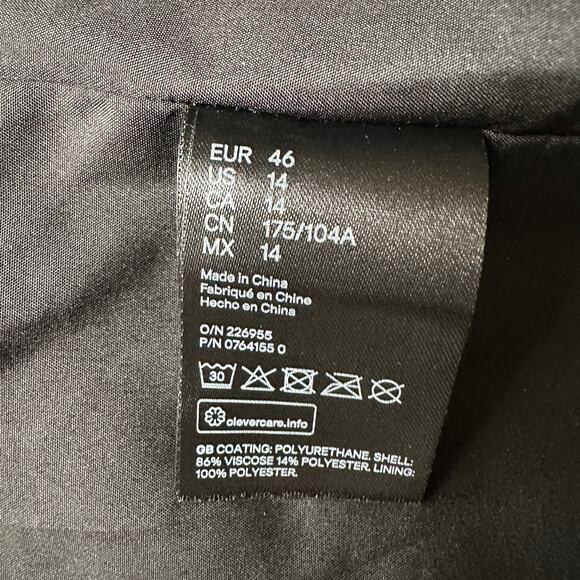 EUR 46
US 14
CA 14
CN 175/104A
MX 14
Made in China
Fabriqué en Chine
Hecho en China
O/N 226955
P/N 0764155 0
30
clevercare.info
GB COATING: POLYURETHANE. SHELL:
86% VISCOSE 14% POLYESTER. LINING:
100% POLYESTER.